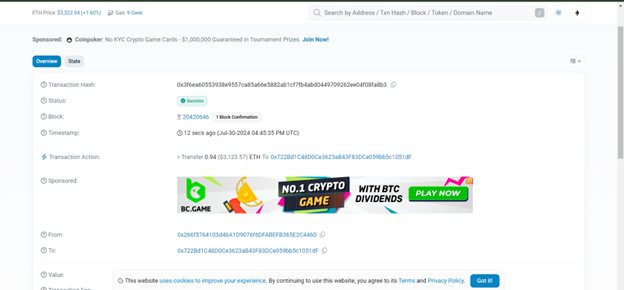 ETH Price: $3,322.94 (+1.60%) Gas: 9 Gwei
Search by Address / Txn Hash / Block / Token / Domain Name /
Sponsored: Coinpoker: No KYC Crypto Game Cards - $1,000,000 Guaranteed in Tournament Prizes. Join Now!
Overview State
Transaction Hash: 0x3f6ea60553938e9557ca85a66e5882ab1cf7fb4abd0449709262ee04f08fa8b3
Status: Success
Block: 20420646 1 Block Confirmation
Timestamp: 12 secs ago (Jul-30-2024 04:45:35 PM UTC)
Transaction Action: Transfer 0.94 ($3,123.57) ETH To 0x722Bd1C48D0Ce3623aB43F83DCe059bb5c1051dF
Sponsored:
BC.GAME NO.1 CRYPTO GAME WITH BTC DIVIDENDS PLAY NOW
From: 0x266f5764103d46A1D9076f6DFABEFB365E2C446D
To: 0x722Bd1C48D0Ce3623aB43F83DCe059bb5c1051dF
Value:
This website uses cookies to improve your experience. By continuing to use this website, you agree to its Terms and Privacy Policy. Got it!
Transaction Fee: